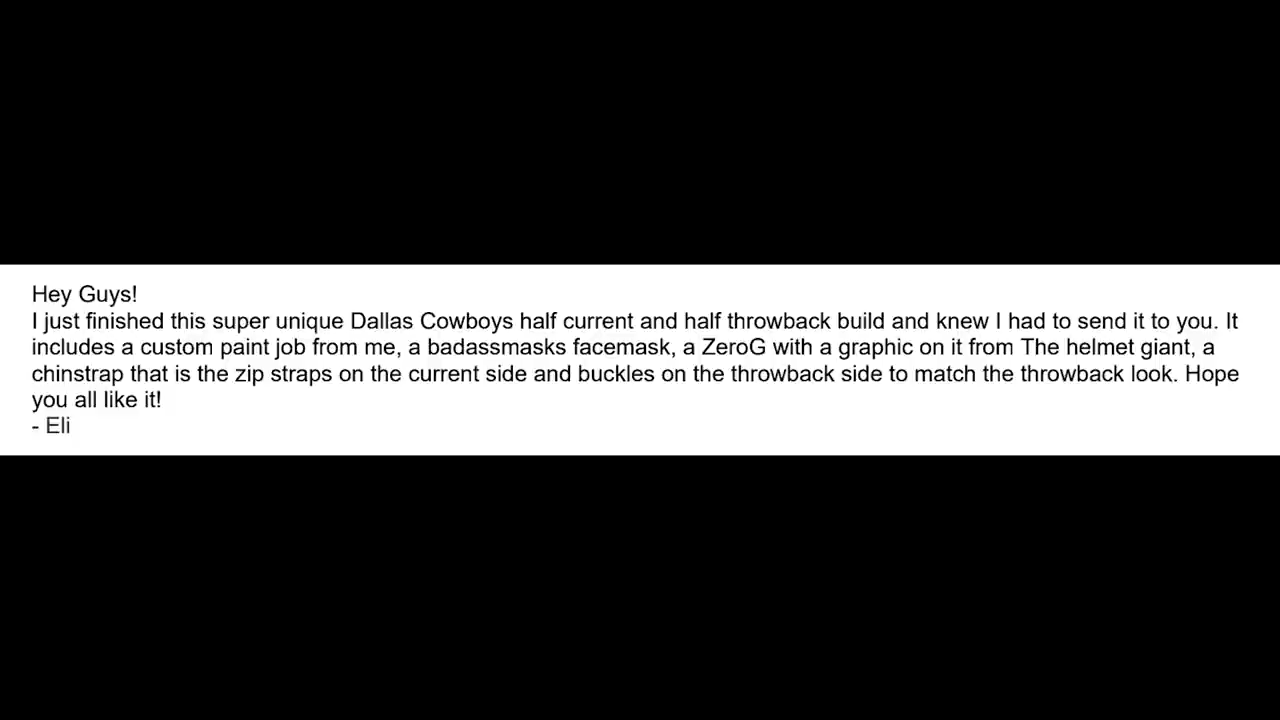 Hey Guys!
I just finished this super unique Dallas Cowboys half current and half throwback build and knew I had to send it to you. It
includes a custom paint job from me, a badassmasks facemask, a ZeroG with a graphic on it from The helmet giant, a
chinstrap that is the zip straps on the current side and buckles on the throwback side to match the throwback look. Hope
you all like it!
- Eli